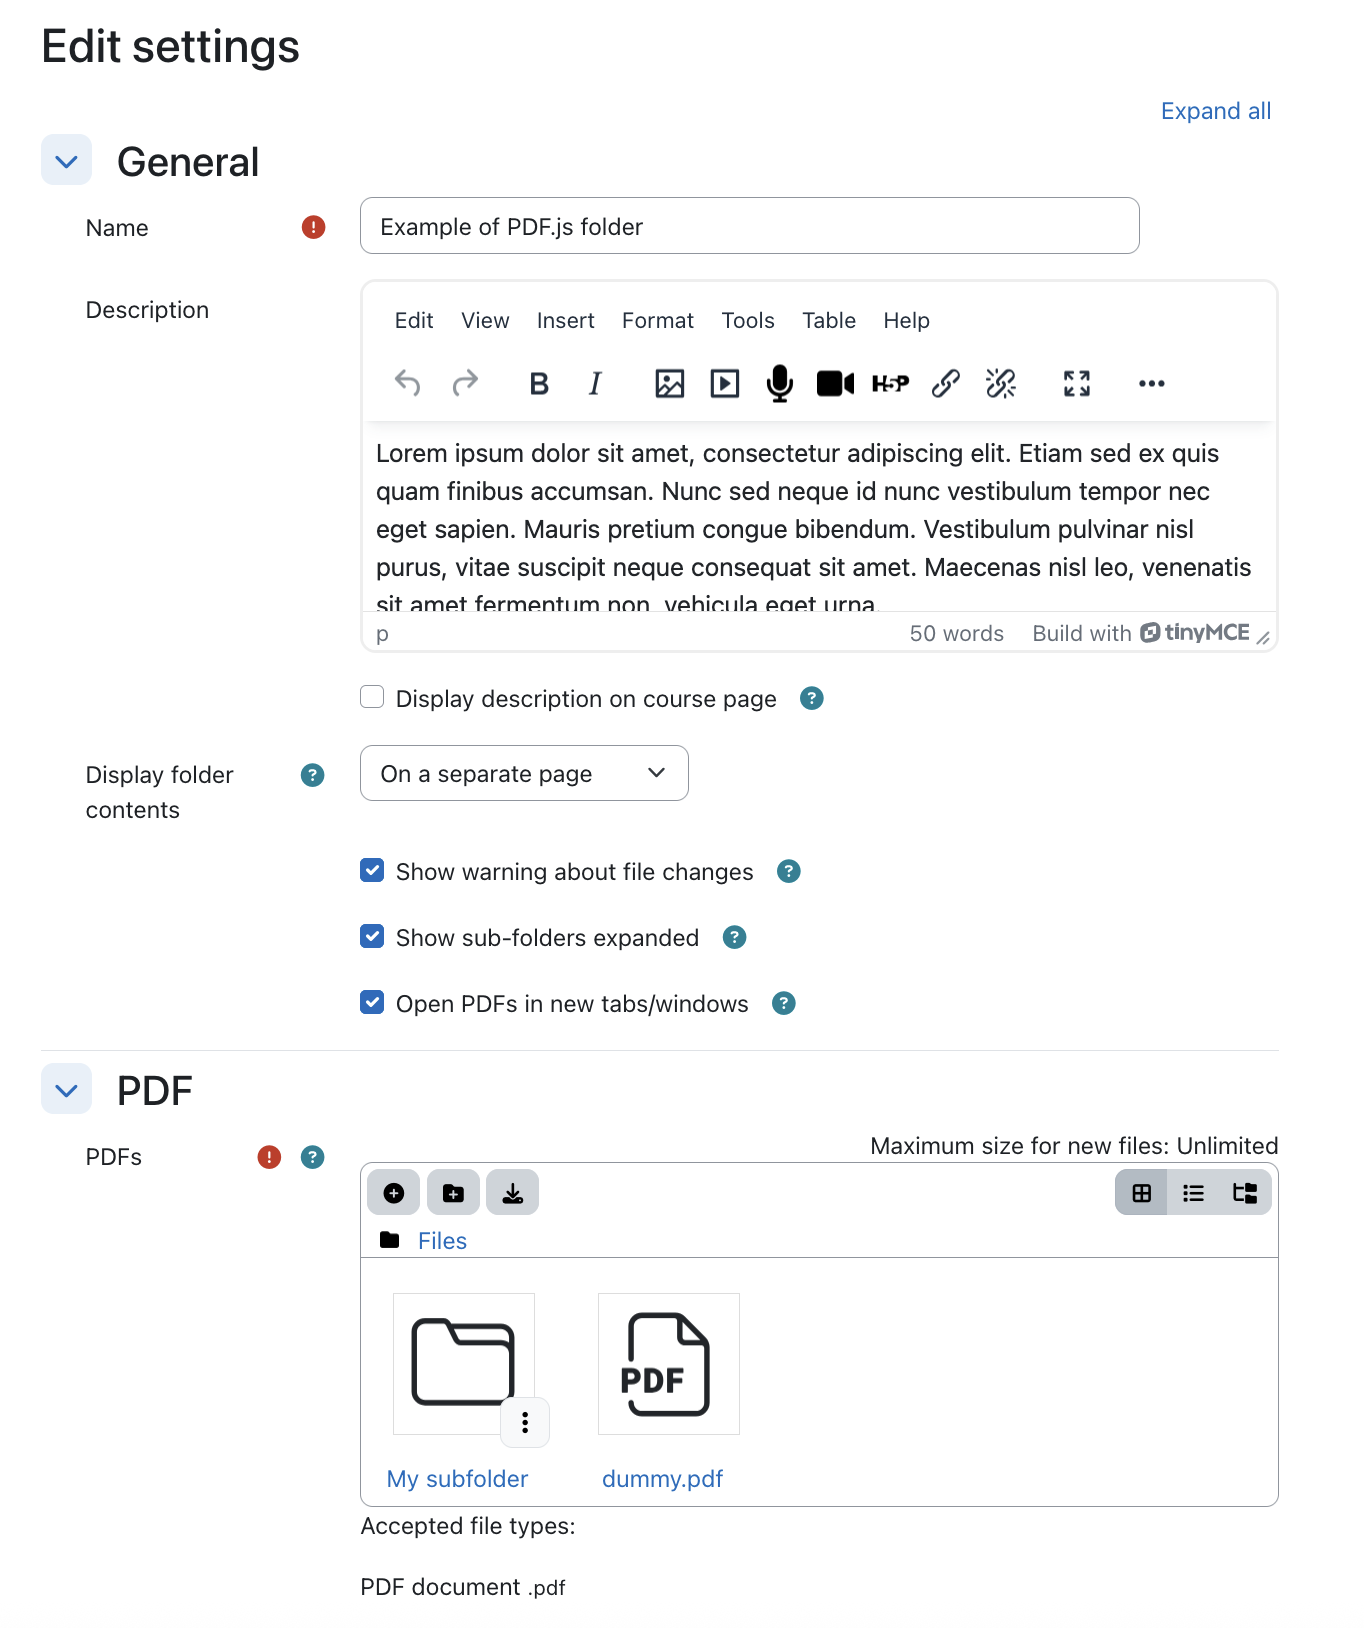 Edit settings
Expand all
General
Name
Example of PDF.js folder
Description
Edit View Insert Format Tools Table Help
B I H5P
Lorem ipsum dolor sit amet, consectetur adipiscing elit. Etiam sed ex quis
quam finibus accumsan. Nunc sed neque id nunc vestibulum tempor nec
eget sapien. Mauris pretium congue bibendum. Vestibulum pulvinar nisl
purus, vitae suscipit neque consequat sit amet. Maecenas nisl leo, venenatis
sit amet fermentum non, vehicula eget urna.
p 50 words Build with tinyMCE
Display description on course page
Display folder contents
On a separate page
Show warning about file changes
Show sub-folders expanded
Open PDFs in new tabs/windows
PDF
PDFs
Maximum size for new files: Unlimited
Files
PDF
My subfolder dummy.pdf
Accepted file types:
PDF document .pdf